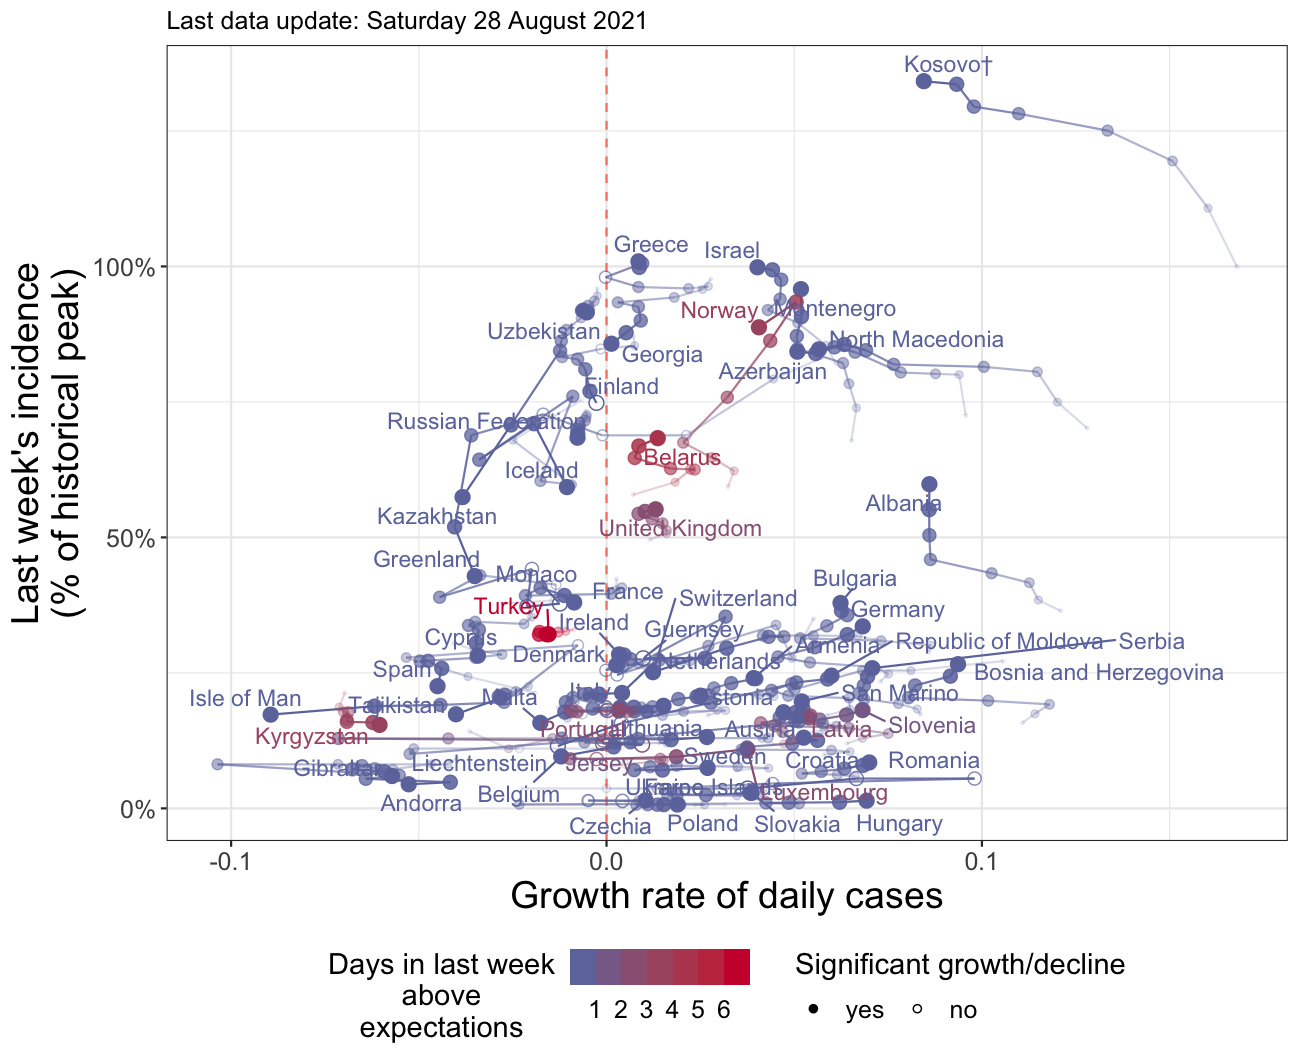 Last data update: Saturday 28 August 2021
Kosovo†
Greece
Israel
100%
Norway
Montenegro
Uzbekistan
North Macedonia
Georgia
Azerbaijan
Finland
Russian Federation
Belarus
Iceland
Albania
Kazakhstan
United Kingdom
50%
Greenland
Monaco
Bulgaria
France
Switzerland
Turkey
Germany
Ireland
Guernsey
Cyprus
Republic of Moldova
Serbia
Armenia
Denmark
Netherlands
Spain
Bosnia and Herzegovina
Isle of Man
Malta
Italy
Estonia
San Marino
Tajikistan
Slovenia
Kyrgyzstan
Portugal
Lithuania
Austria
Latvia
Liechtenstein
Jersey
Sweden
Croatia
Romania
Gibraltar
Andorra
Belgium
Ukraine
Faroe Islands
Luxembourg
0%
Czechia
Poland
Slovakia
Hungary
-0.1
0.0
0.1
Growth rate of daily cases
Last week's incidence
(% of historical peak)
Days in last week
above
expectations
1 2 3 4 5 6
Significant growth/decline
yes
no